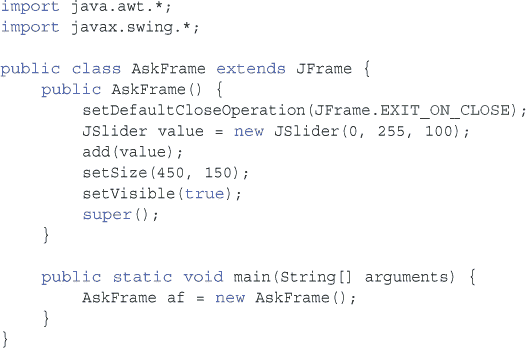 import java.awt.*;
import javax.swing.*;

public class AskFrame extends JFrame {
    public AskFrame() {
        setDefaultCloseOperation(JFrame.EXIT_ON_CLOSE);
        JSlider value = new JSlider(0, 255, 100);
        add(value);
        setSize(450, 150);
        setVisible(true);
        super();
    }

    public static void main(String[] arguments) {
        AskFrame af = new AskFrame();
    }
}